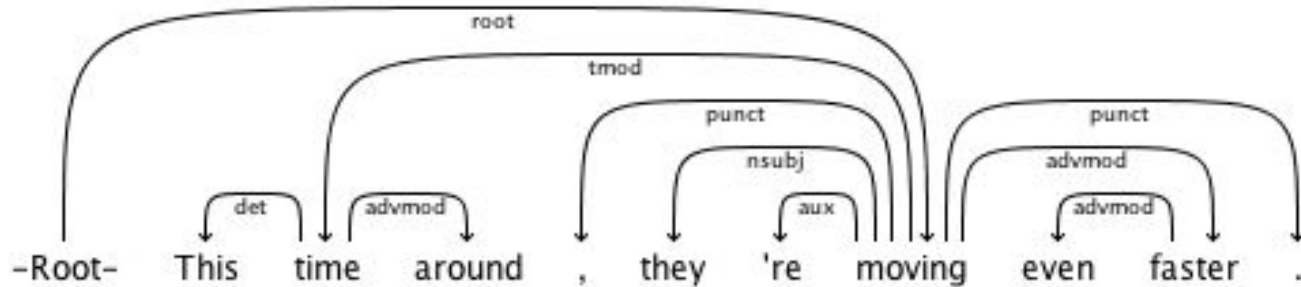 root
tmod
punct punct
nsubj advmod
det advmod aux advmod
-Root- This time around , they 're moving even faster .